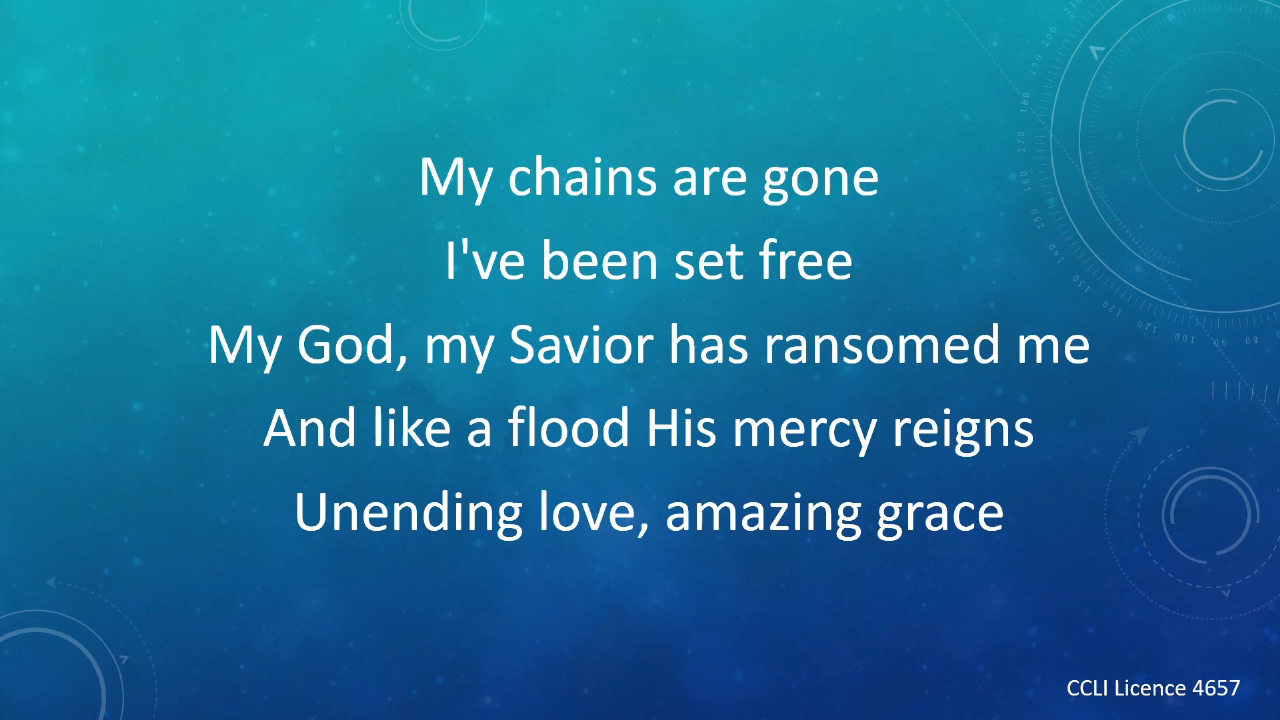 My chains are gone
I've been set free
My God, my Savior has ransomed me
And like a flood His mercy reigns
Unending love, amazing grace
CCLI Licence 4657